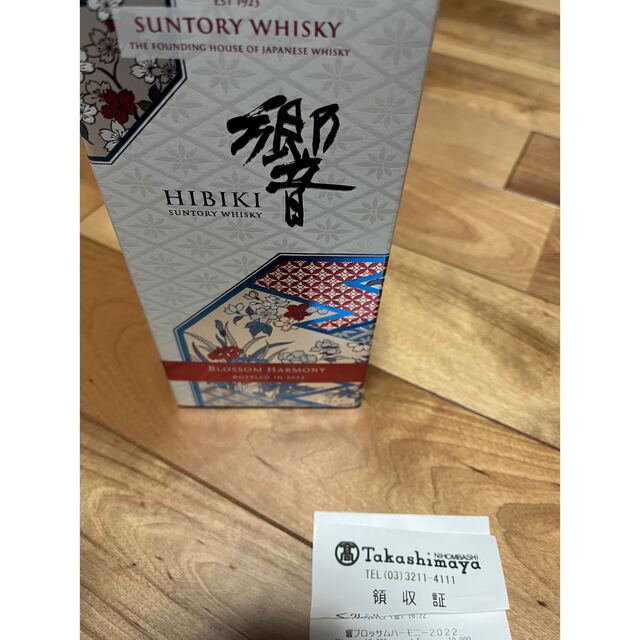 EST 1923
SUNTORY WHISKY
THE FOUNDING HOUSE OF JAPANESE WHISKY
響
HIBIKI
SUNTORY WHISKY
BLOSSOM HARMONY
BOTTLED IN 2022
髙 Takashimaya NIHOMBASHI
TEL(03)3211-4111
領収証
響ブロッサムハーモニー2022